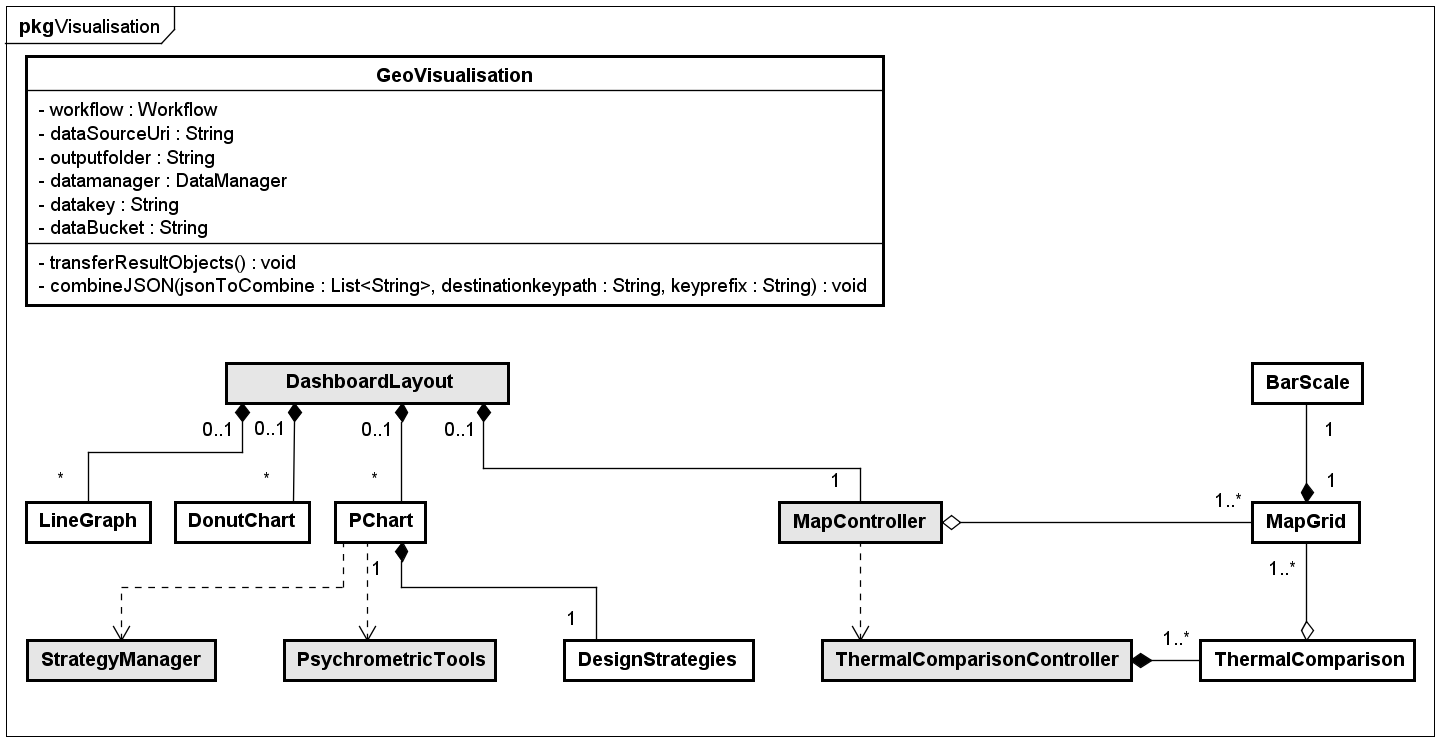 pkg Visualisation
GeoVisualisation
- workflow : Workflow
- dataSourceUri : String
- outputfolder : String
- datamanager : DataManager
- datakey : String
- dataBucket : String
- transferResultObjects() : void
- combineJSON(jsonToCombine : List<String>, destinationkeypath : String, keyprefix : String) : void
DashboardLayout
BarScale
0..1 0..1 0..1 0..1 1
* * * 1 1
1..*
LineGraph DonutChart PChart MapController MapGrid
1 1..*
1 1..*
StrategyManager PsychrometricTools DesignStrategies ThermalComparisonController ThermalComparison